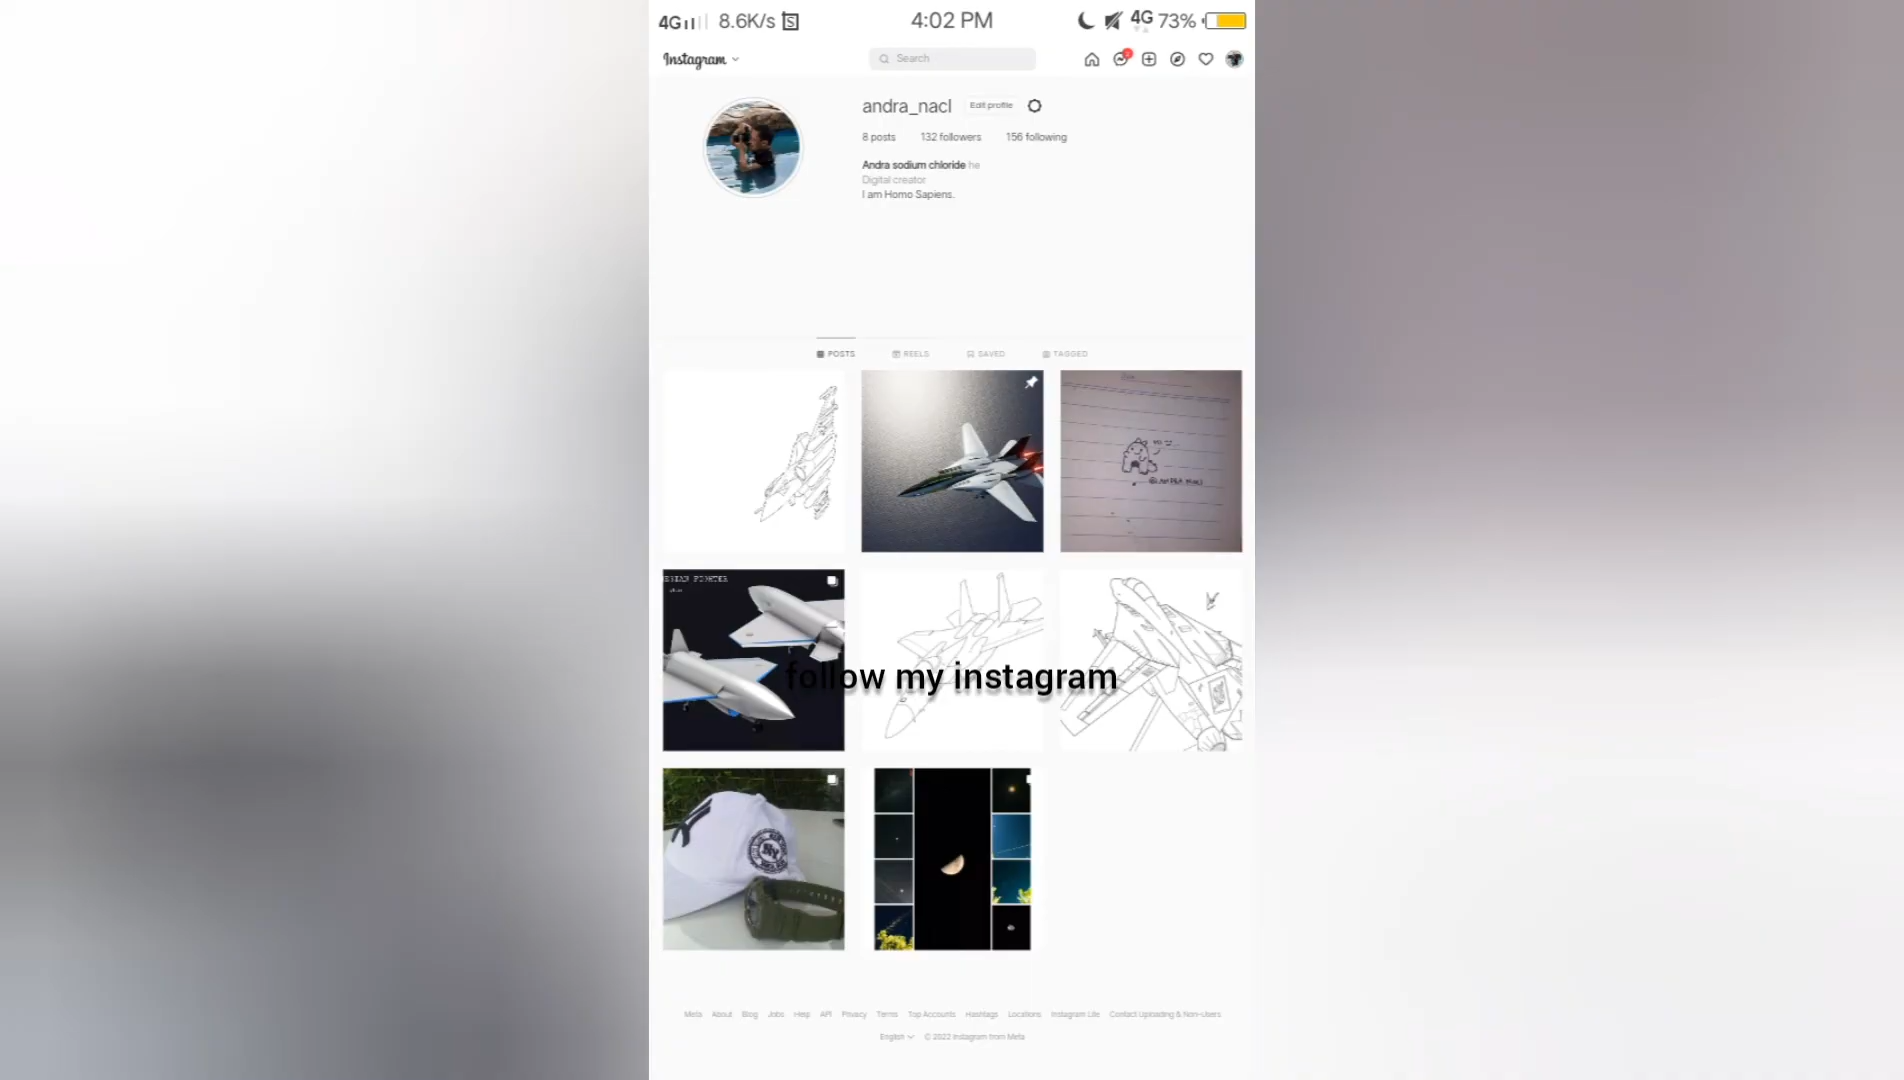 4G 8.6K/s 4:02 PM 4G 73%
Instagram Search
andra_nacl Edit profile
8 posts 132 followers 156 following
Andra sodium chloride he
Digital creator
I am Homo Sapiens.
POSTS REELS SAVED TAGGED
follow my instagram
Meta About Blog Jobs Help API Privacy Terms Top Accounts Hashtags Locations Instagram Lite Contact Uploading & Non-Users
English © 2022 Instagram from Meta